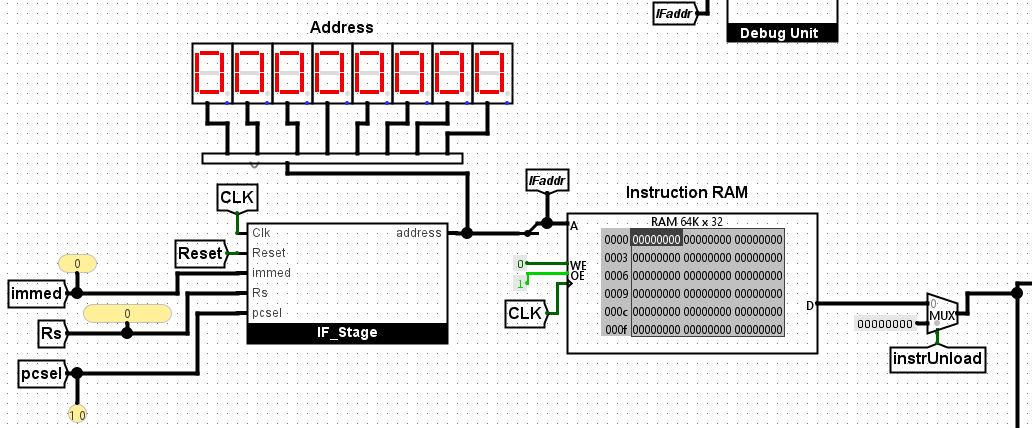 IFaddr
Debug Unit
Address
0 0 0 0 0 0 0 0
CLK
IFaddr
Instruction RAM
RAM 64K x 32
Clk
address
A
Reset
Reset
0
immed
immed
Rs
0
Rs
pcsel
IF_Stage
pcsel
1 0
0
WE
1
OE
CLK
0000 00000000 00000000 00000000
0003 00000000 00000000 00000000
0006 00000000 00000000 00000000
0009 00000000 00000000 00000000
000c 00000000 00000000 00000000
000f 00000000 00000000 00000000
D
0
MUX
00000000
instrUnload